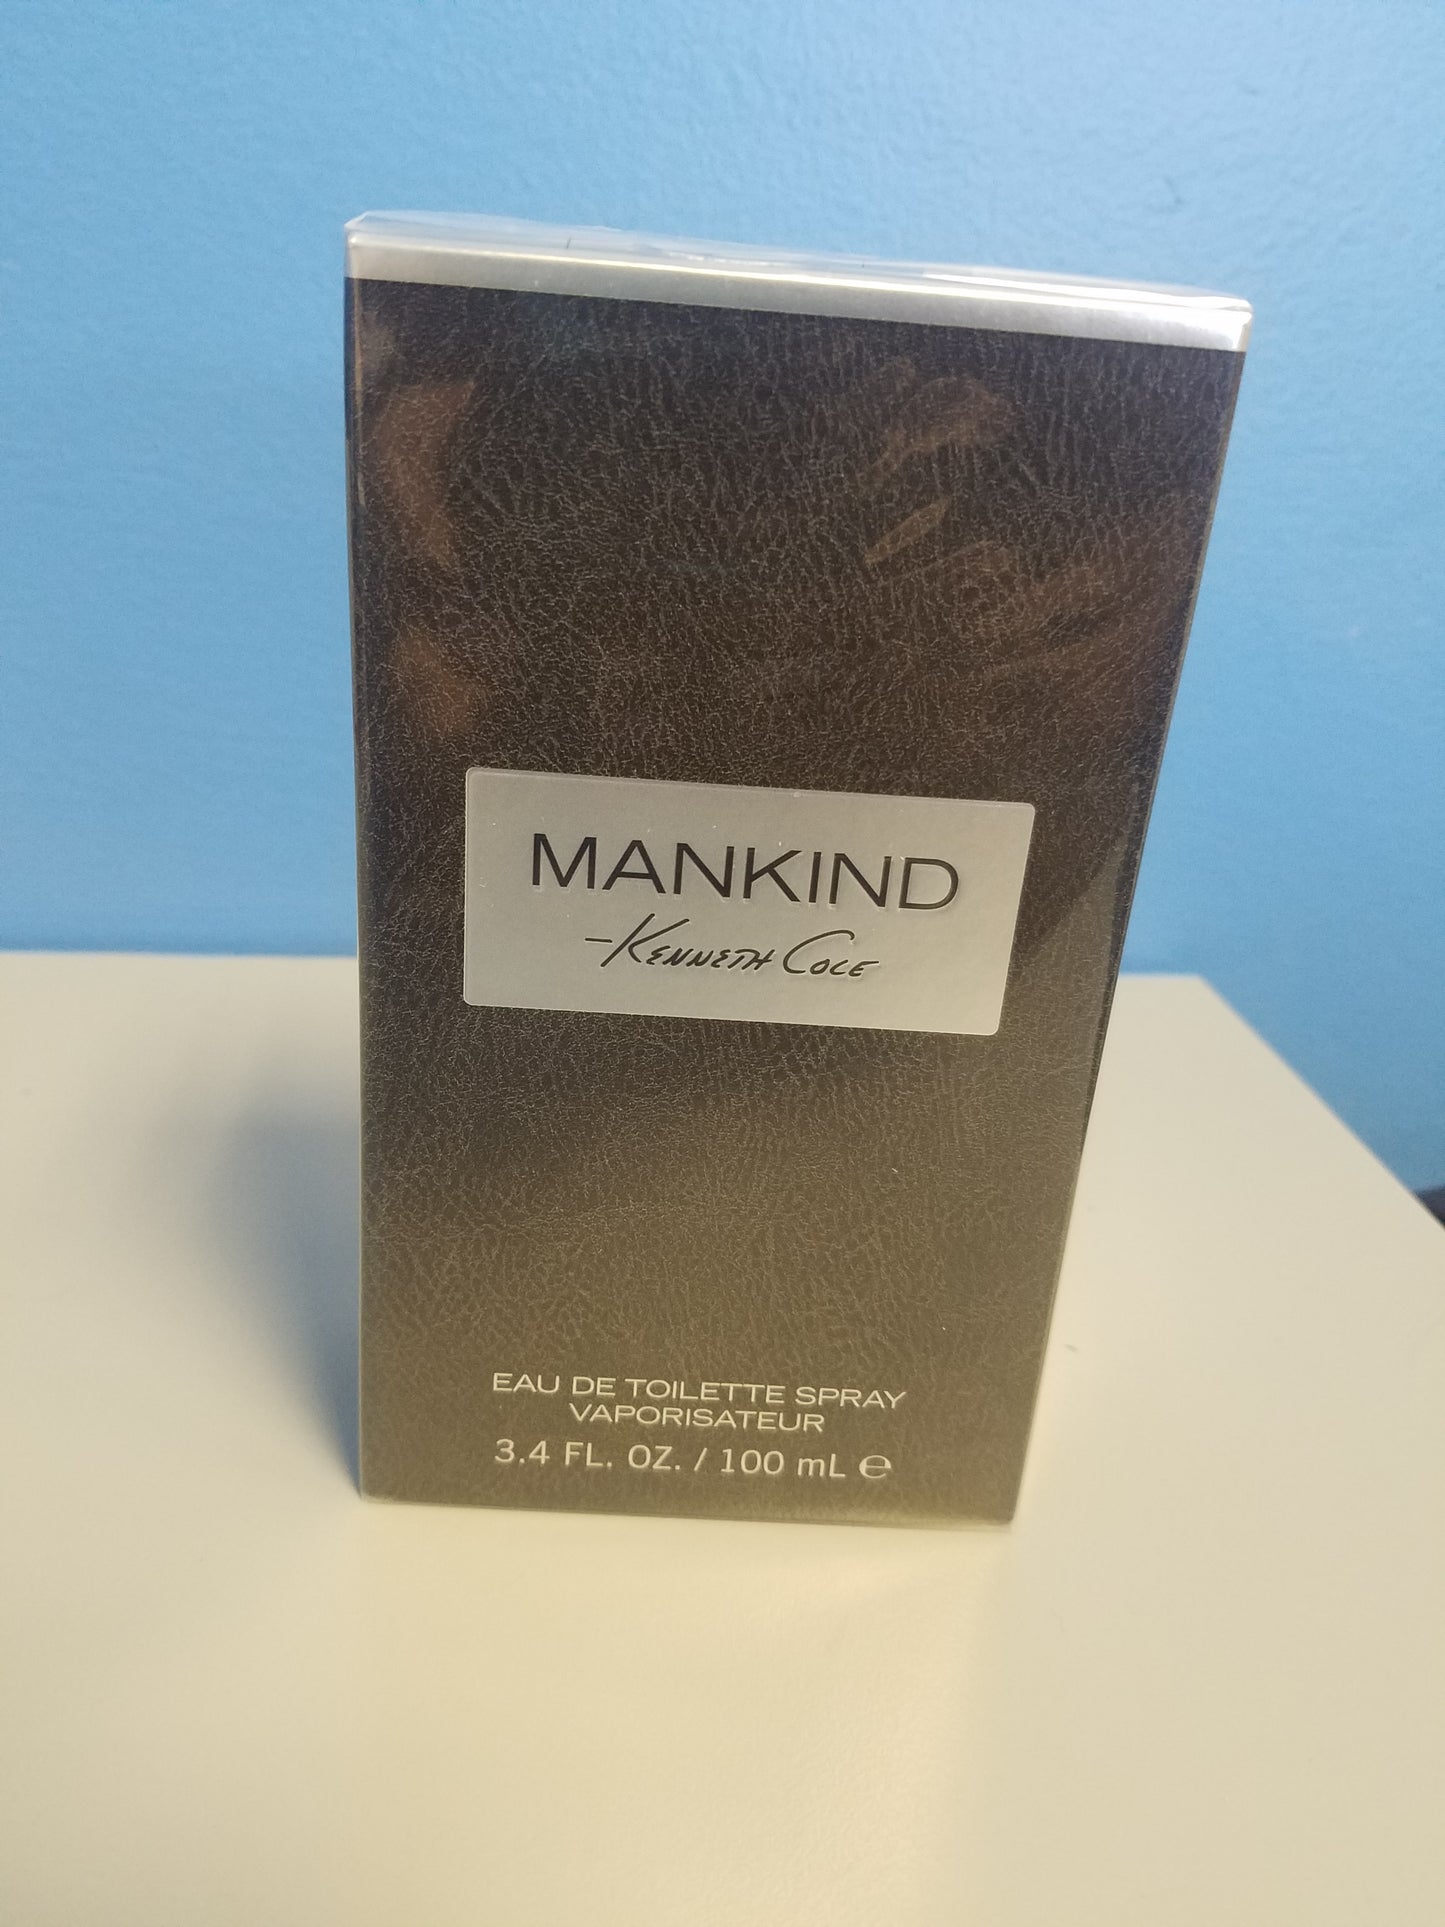 MANKIND
–Kenneth Cole
EAU DE TOILETTE SPRAY
VAPORISATEUR
3.4 FL. OZ. / 100 mL ℮